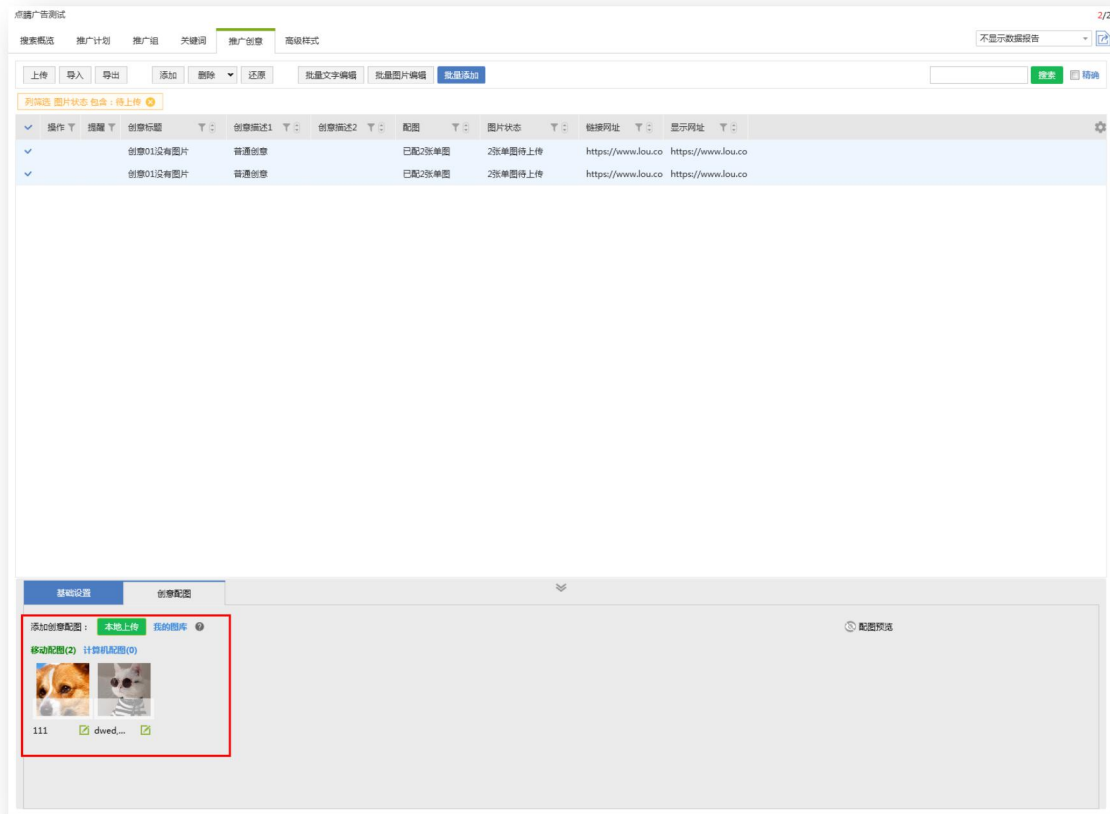 点睛广告测试 2/2
搜索概览 推广计划 推广组 关键词 推广创意 高级样式 不显示数据报告
上传 导入 导出 添加 删除 还原 批量文字编辑 批量图片编辑 批量添加 搜索 精确
列筛选 图片状态 包含：待上传
操作 提醒 创意标题 创意描述1 创意描述2 配图 图片状态 链接网址 显示网址
创意01没有图片 普通创意 已配2张单图 2张单图待上传 https://www.lou.co https://www.lou.co
创意01没有图片 普通创意 已配2张单图 2张单图待上传 https://www.lou.co https://www.lou.co
基础设置 创意配图
添加创意配图： 本地上传 我的图库 配图预览
移动配图(2) 计算机配图(0)
111 dwed,...